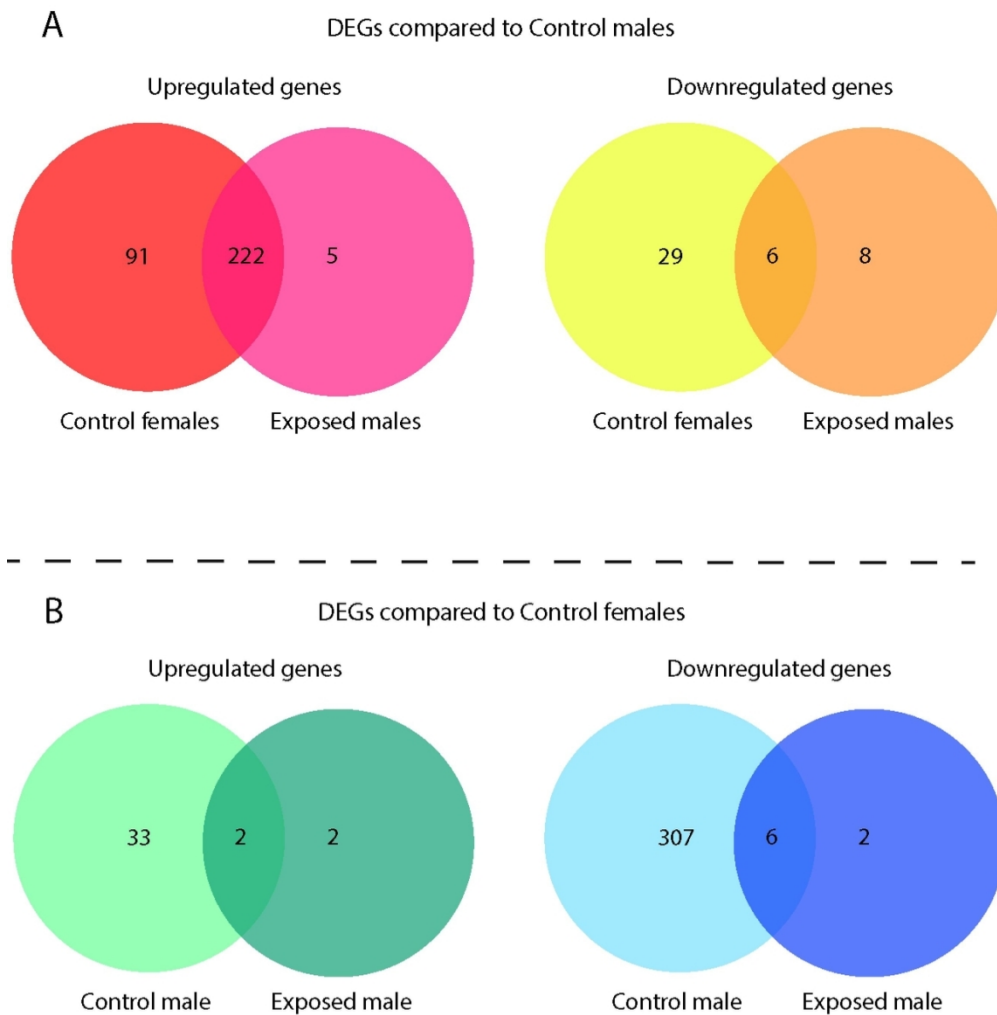 A
DEGs compared to Control males
Upregulated genes
Downregulated genes
91
222
5
29
6
8
Control females
Exposed males
Control females
Exposed males
B
DEGs compared to Control females
Upregulated genes
Downregulated genes
33
2
2
307
6
2
Control male
Exposed male
Control male
Exposed male